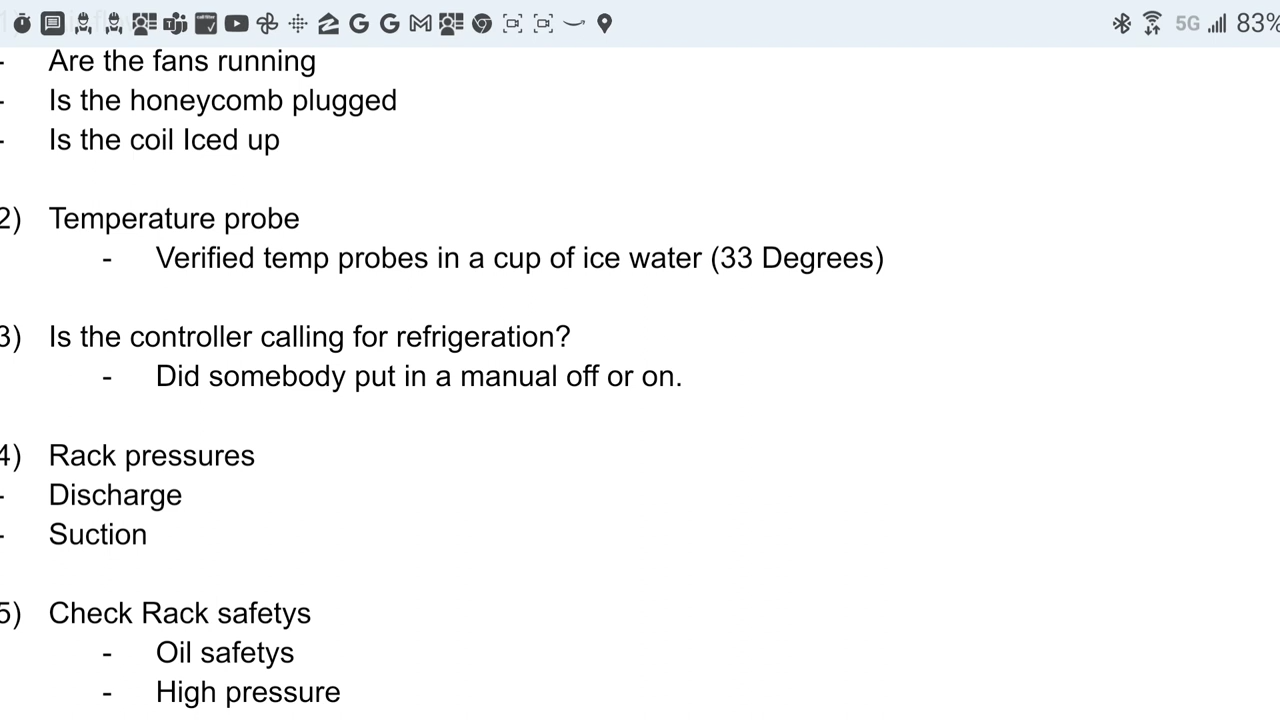 5G 83%
- Are the fans running
- Is the honeycomb plugged
- Is the coil Iced up
2) Temperature probe
- Verified temp probes in a cup of ice water (33 Degrees)
3) Is the controller calling for refrigeration?
- Did somebody put in a manual off or on.
4) Rack pressures
- Discharge
- Suction
5) Check Rack safetys
- Oil safetys
- High pressure